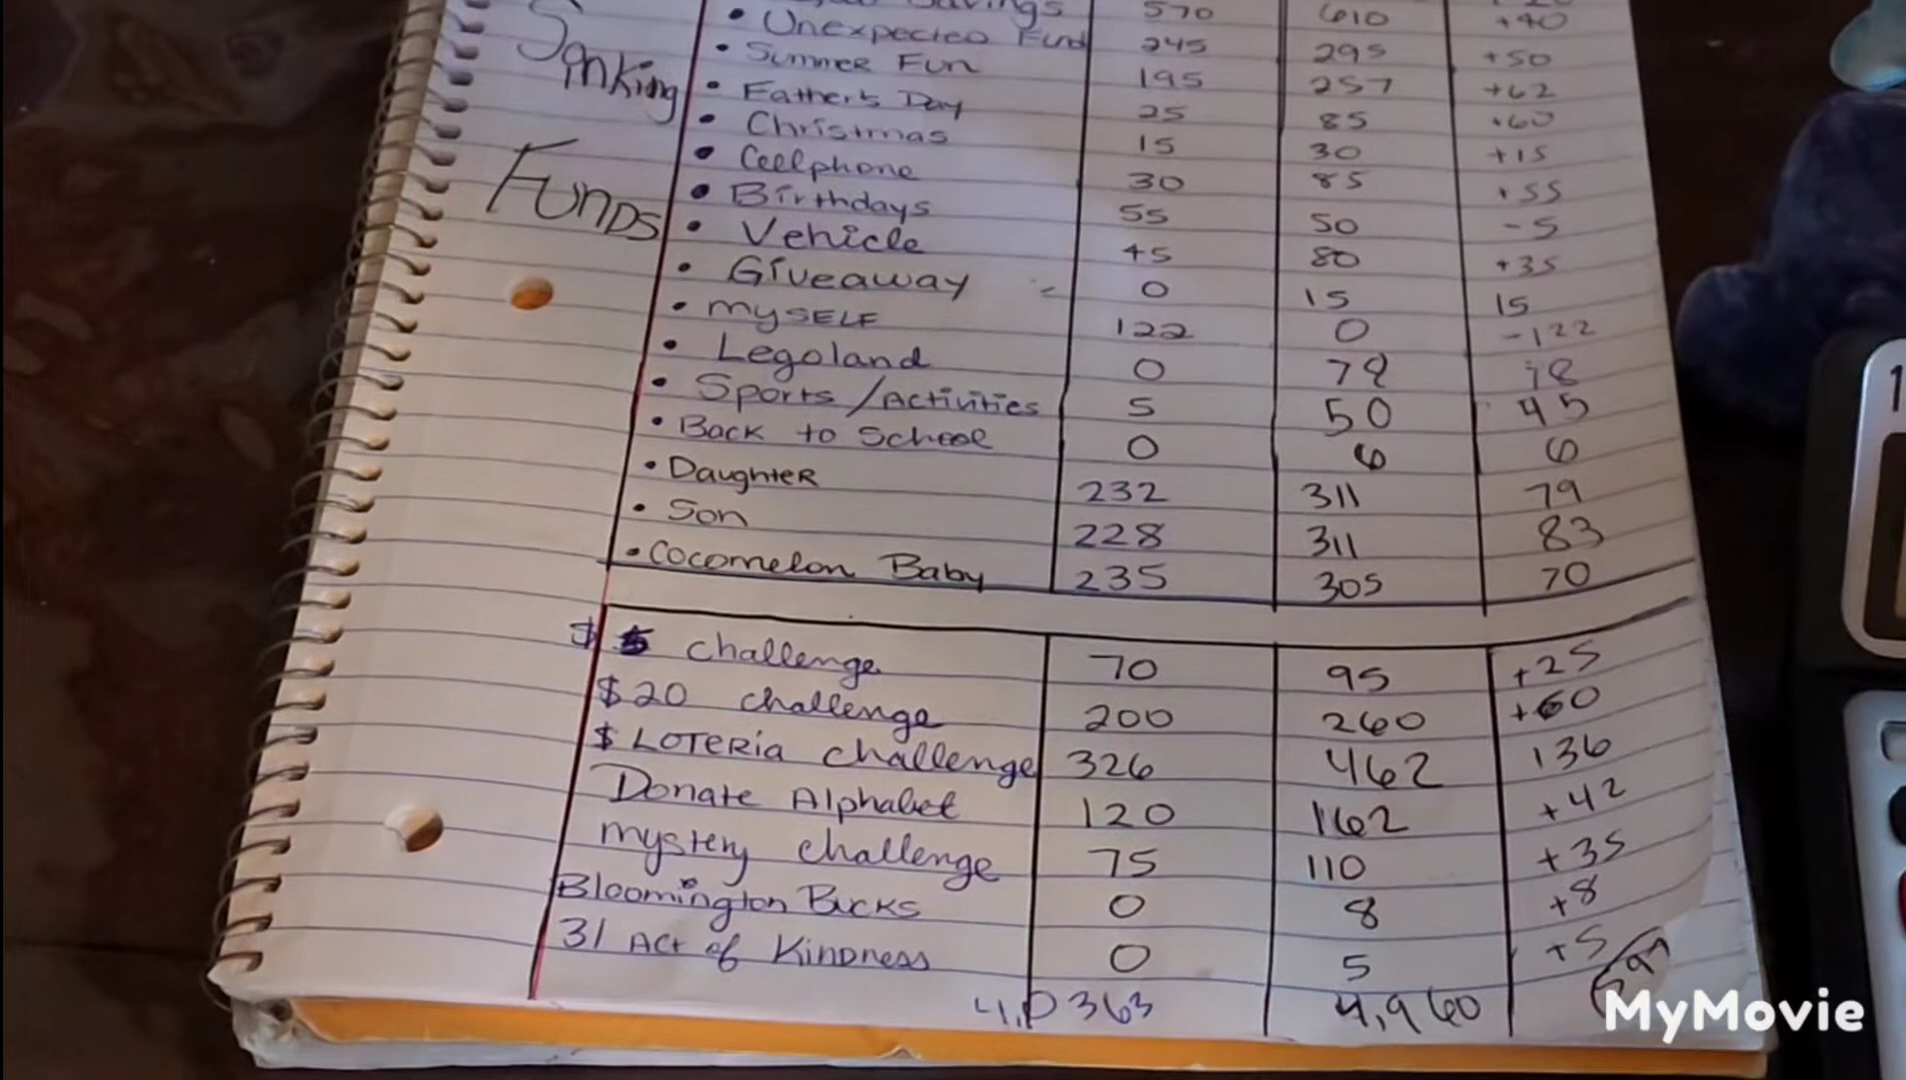 Savings 570 610
• Unexpected Fund 245 295 +40
• Summer Fun 195 257 +50
• Father's Day 25 85 +62
• Christmas 15 30 +60
• Cellphone 30 85 +15
• Birthdays 55 50 +55
• Vehicle 45 80 -5
• Giveaway 0 15 +35
• MySELF 122 0 15
• Legoland 0 78 -122
• Sports/Activities 5 50 78
• Back to School 0 6 45
• Daughter 232 311 6
• Son 228 311 79
• Cocomelon Baby 235 305 83
70
Sinking
Funds
$ 5 challenge 70 95 +25
$20 challenge 200 260 +60
$ LOTERIA challenge 326 462 136
Donate Alphabet 120 162 +42
mystery challenge 75 110 +35
Bloomington Bucks 0 8 +8
31 Act of Kindness 0 5 +5
4,960
MyMovie